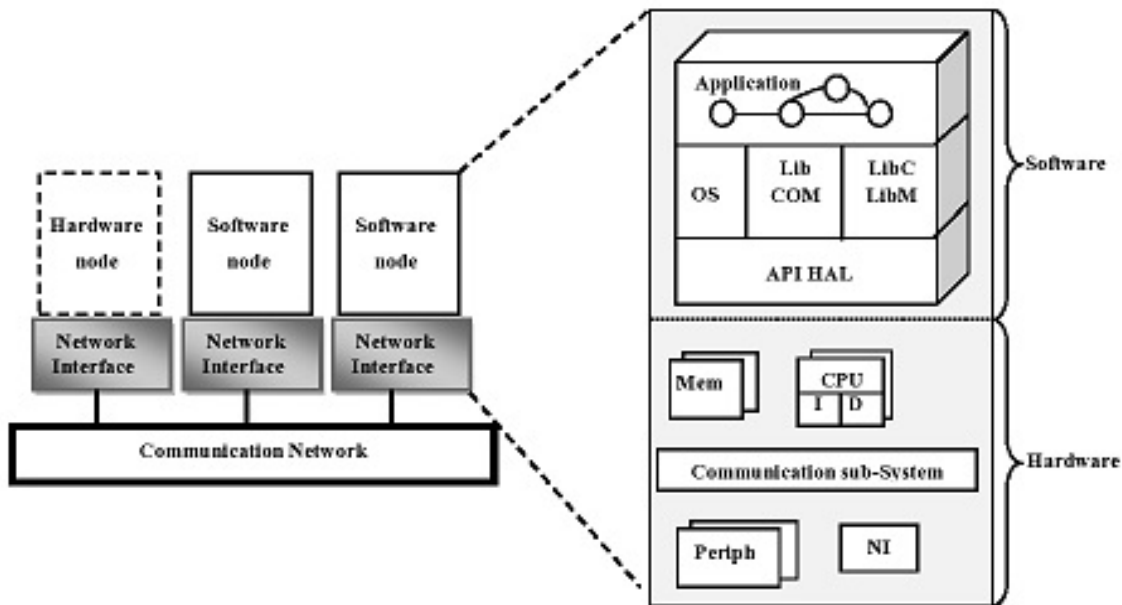 Hardware
node
Software
node
Software
node
Network
Interface
Network
Interface
Network
Interface
Communication Network
Application
OS
Lib
COM
LibC
LibM
API HAL
Software
Mem
CPU
I
D
Communication sub-System
Periph
NI
Hardware